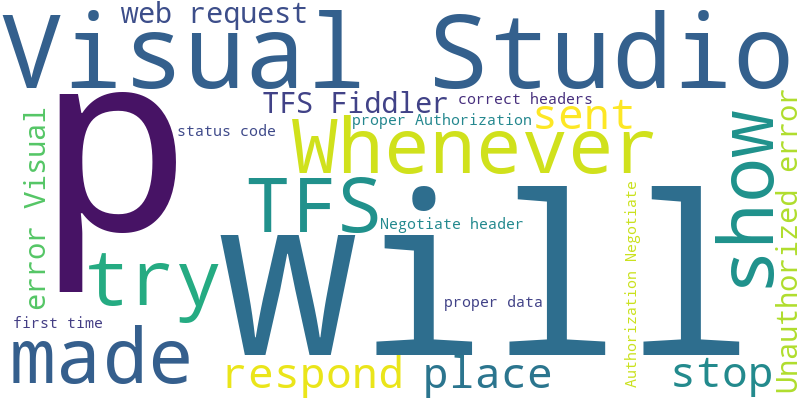 web request
Visual Studio
p
TFS Fiddler
correct headers
sent
proper Authorization
status code
Whenever
error Visual
show
Unauthorized error
TFS
will
Negotiate header
Authorization Negotiate
try
proper data
first time
made
respond
place
stop